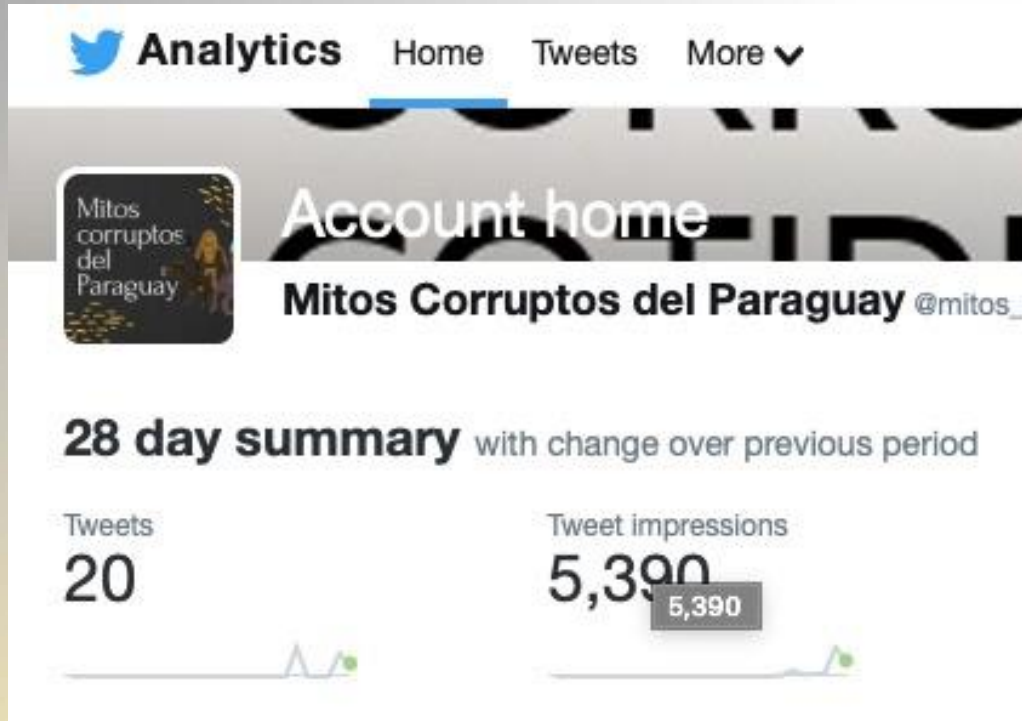 Analytics Home Tweets More
Account home
Mitos
corruptos
del
Paraguay
Mitos Corruptos del Paraguay @mitos_
28 day summary with change over previous period
Tweets
20
Tweet impressions
5,390
5,390